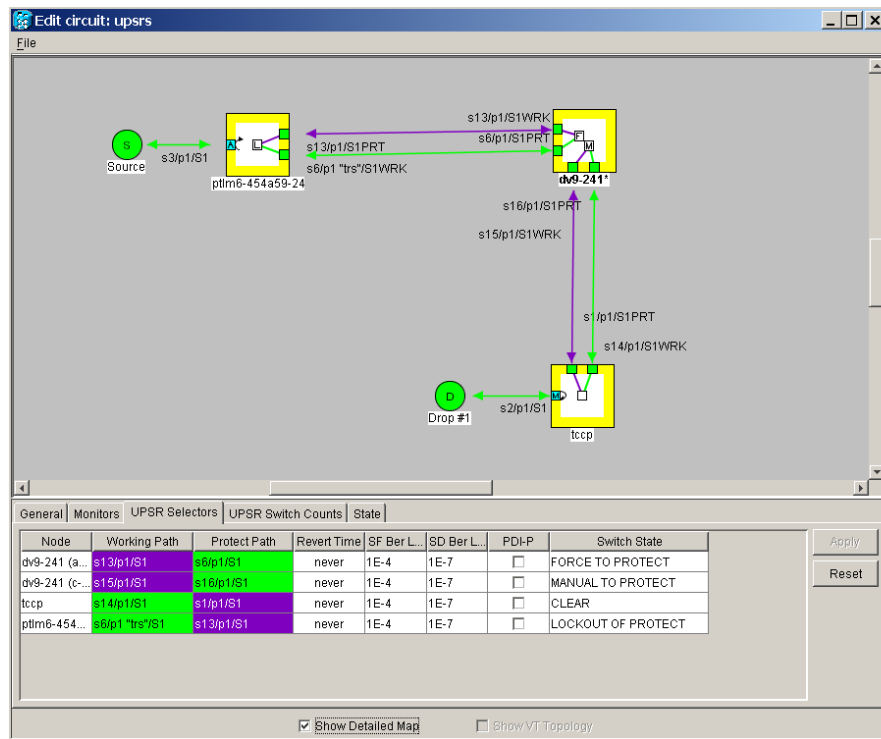 Edit circuit: upsrs
File
s13/p1/S1WRK
S
s3/p1/S1
Source
A
L
s13/p1/S1PRT
s6/p1/S1PRT
F
M
s6/p1 "trs"/S1WRK
ptlm6-454a59-24
dv9-241*
s16/p1/S1PRT
s15/p1/S1WRK
s1/p1/S1PRT
s14/p1/S1WRK
D
Drop #1
s2/p1/S1
M
tccp
General Monitors UPSR Selectors UPSR Switch Counts State
Node Working Path Protect Path Revert Time SF Ber L... SD Ber L... PDI-P Switch State
dv9-241 (a... s13/p1/S1 s6/p1/S1 never 1E-4 1E-7 FORCE TO PROTECT
dv9-241 (c-... s15/p1/S1 s16/p1/S1 never 1E-4 1E-7 MANUAL TO PROTECT
tccp s14/p1/S1 s1/p1/S1 never 1E-4 1E-7 CLEAR
ptlm6-454... s6/p1 "trs"/S1 s13/p1/S1 never 1E-4 1E-7 LOCKOUT OF PROTECT
Apply
Reset
Show Detailed Map Show VT Topology